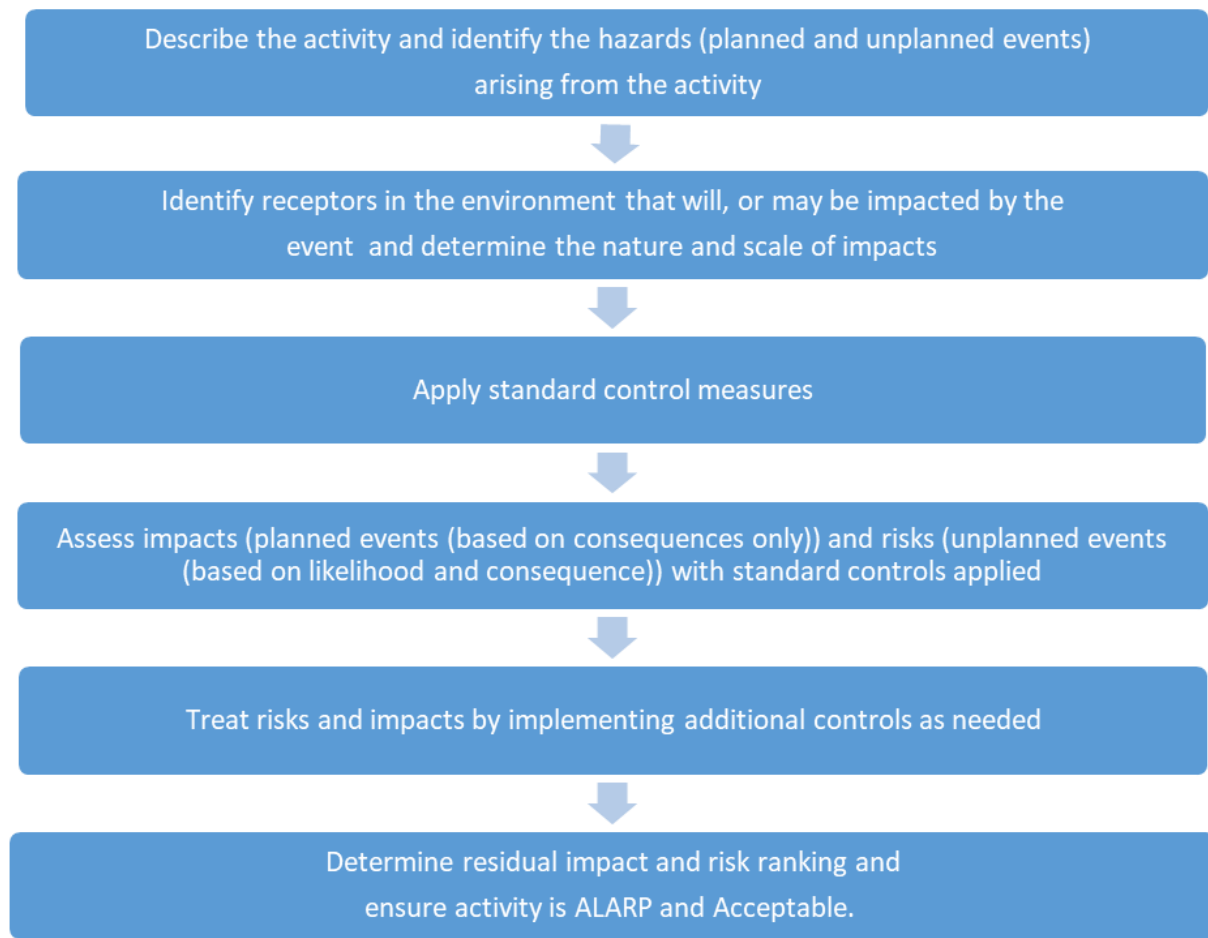 Describe the activity and identify the hazards (planned and unplanned events)
arising from the activity
Identify receptors in the environment that will, or may be impacted by the
event  and determine the nature and scale of impacts
Apply standard control measures
Assess impacts (planned events (based on consequences only)) and risks (unplanned events
(based on likelihood and consequence)) with standard controls applied
Treat risks and impacts by implementing additional controls as needed
Determine residual impact and risk ranking and
ensure activity is ALARP and Acceptable.